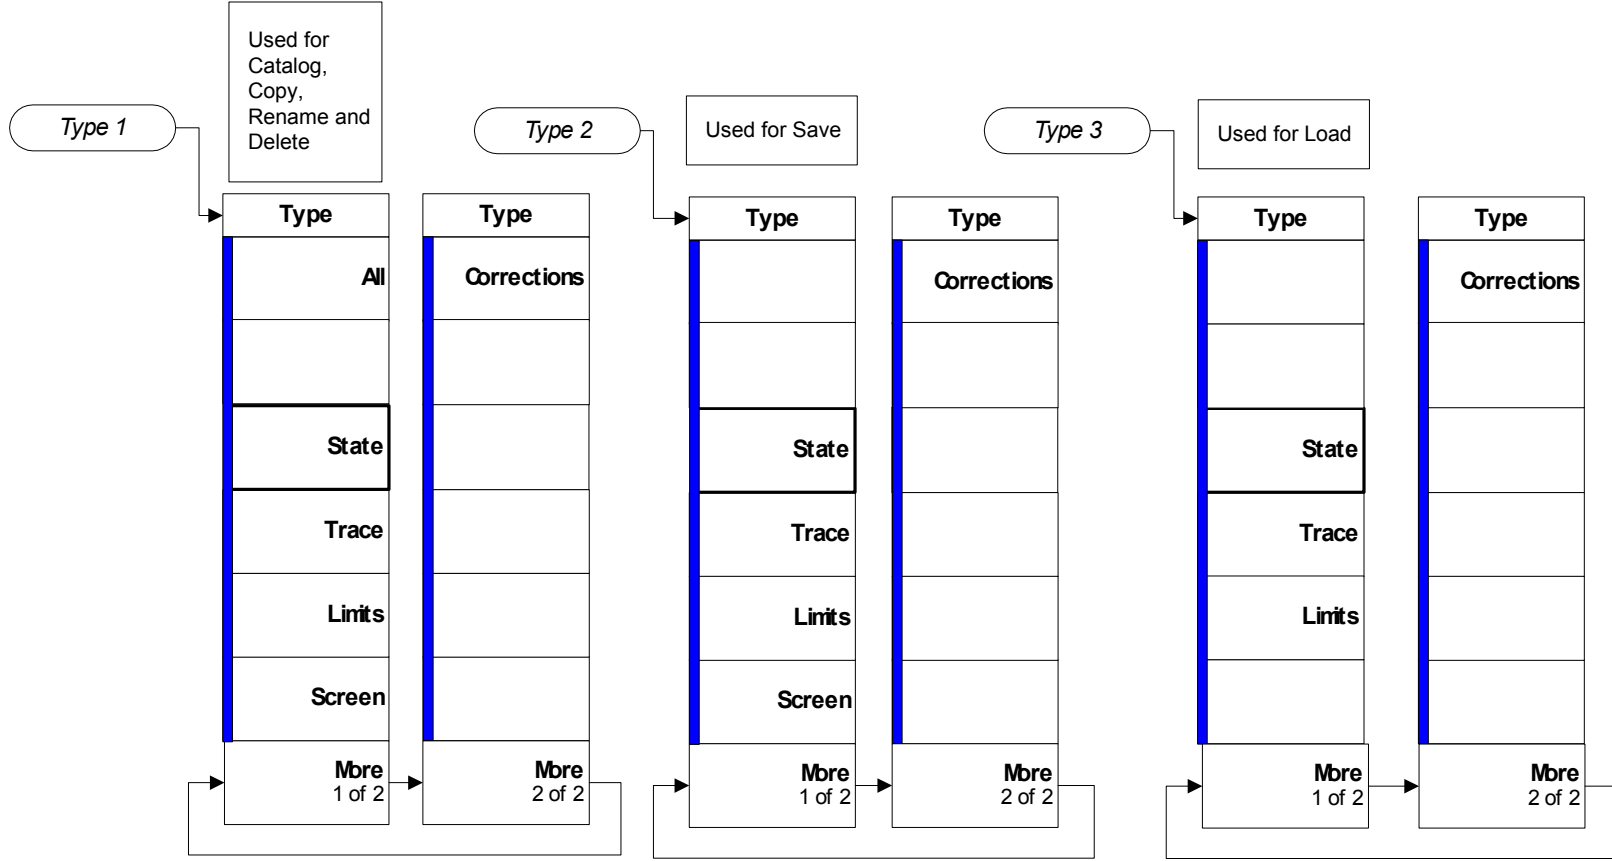 Used for
Catalog,
Copy,
Rename and
Delete
Type 1
Type
All
State
Trace
Limits
Screen
More
1 of 2
Type
Corrections
More
2 of 2
Type 2
Used for Save
Type
State
Trace
Limits
Screen
More
1 of 2
Type
Corrections
More
2 of 2
Type 3
Used for Load
Type
State
Trace
Limits
More
1 of 2
Type
Corrections
More
2 of 2